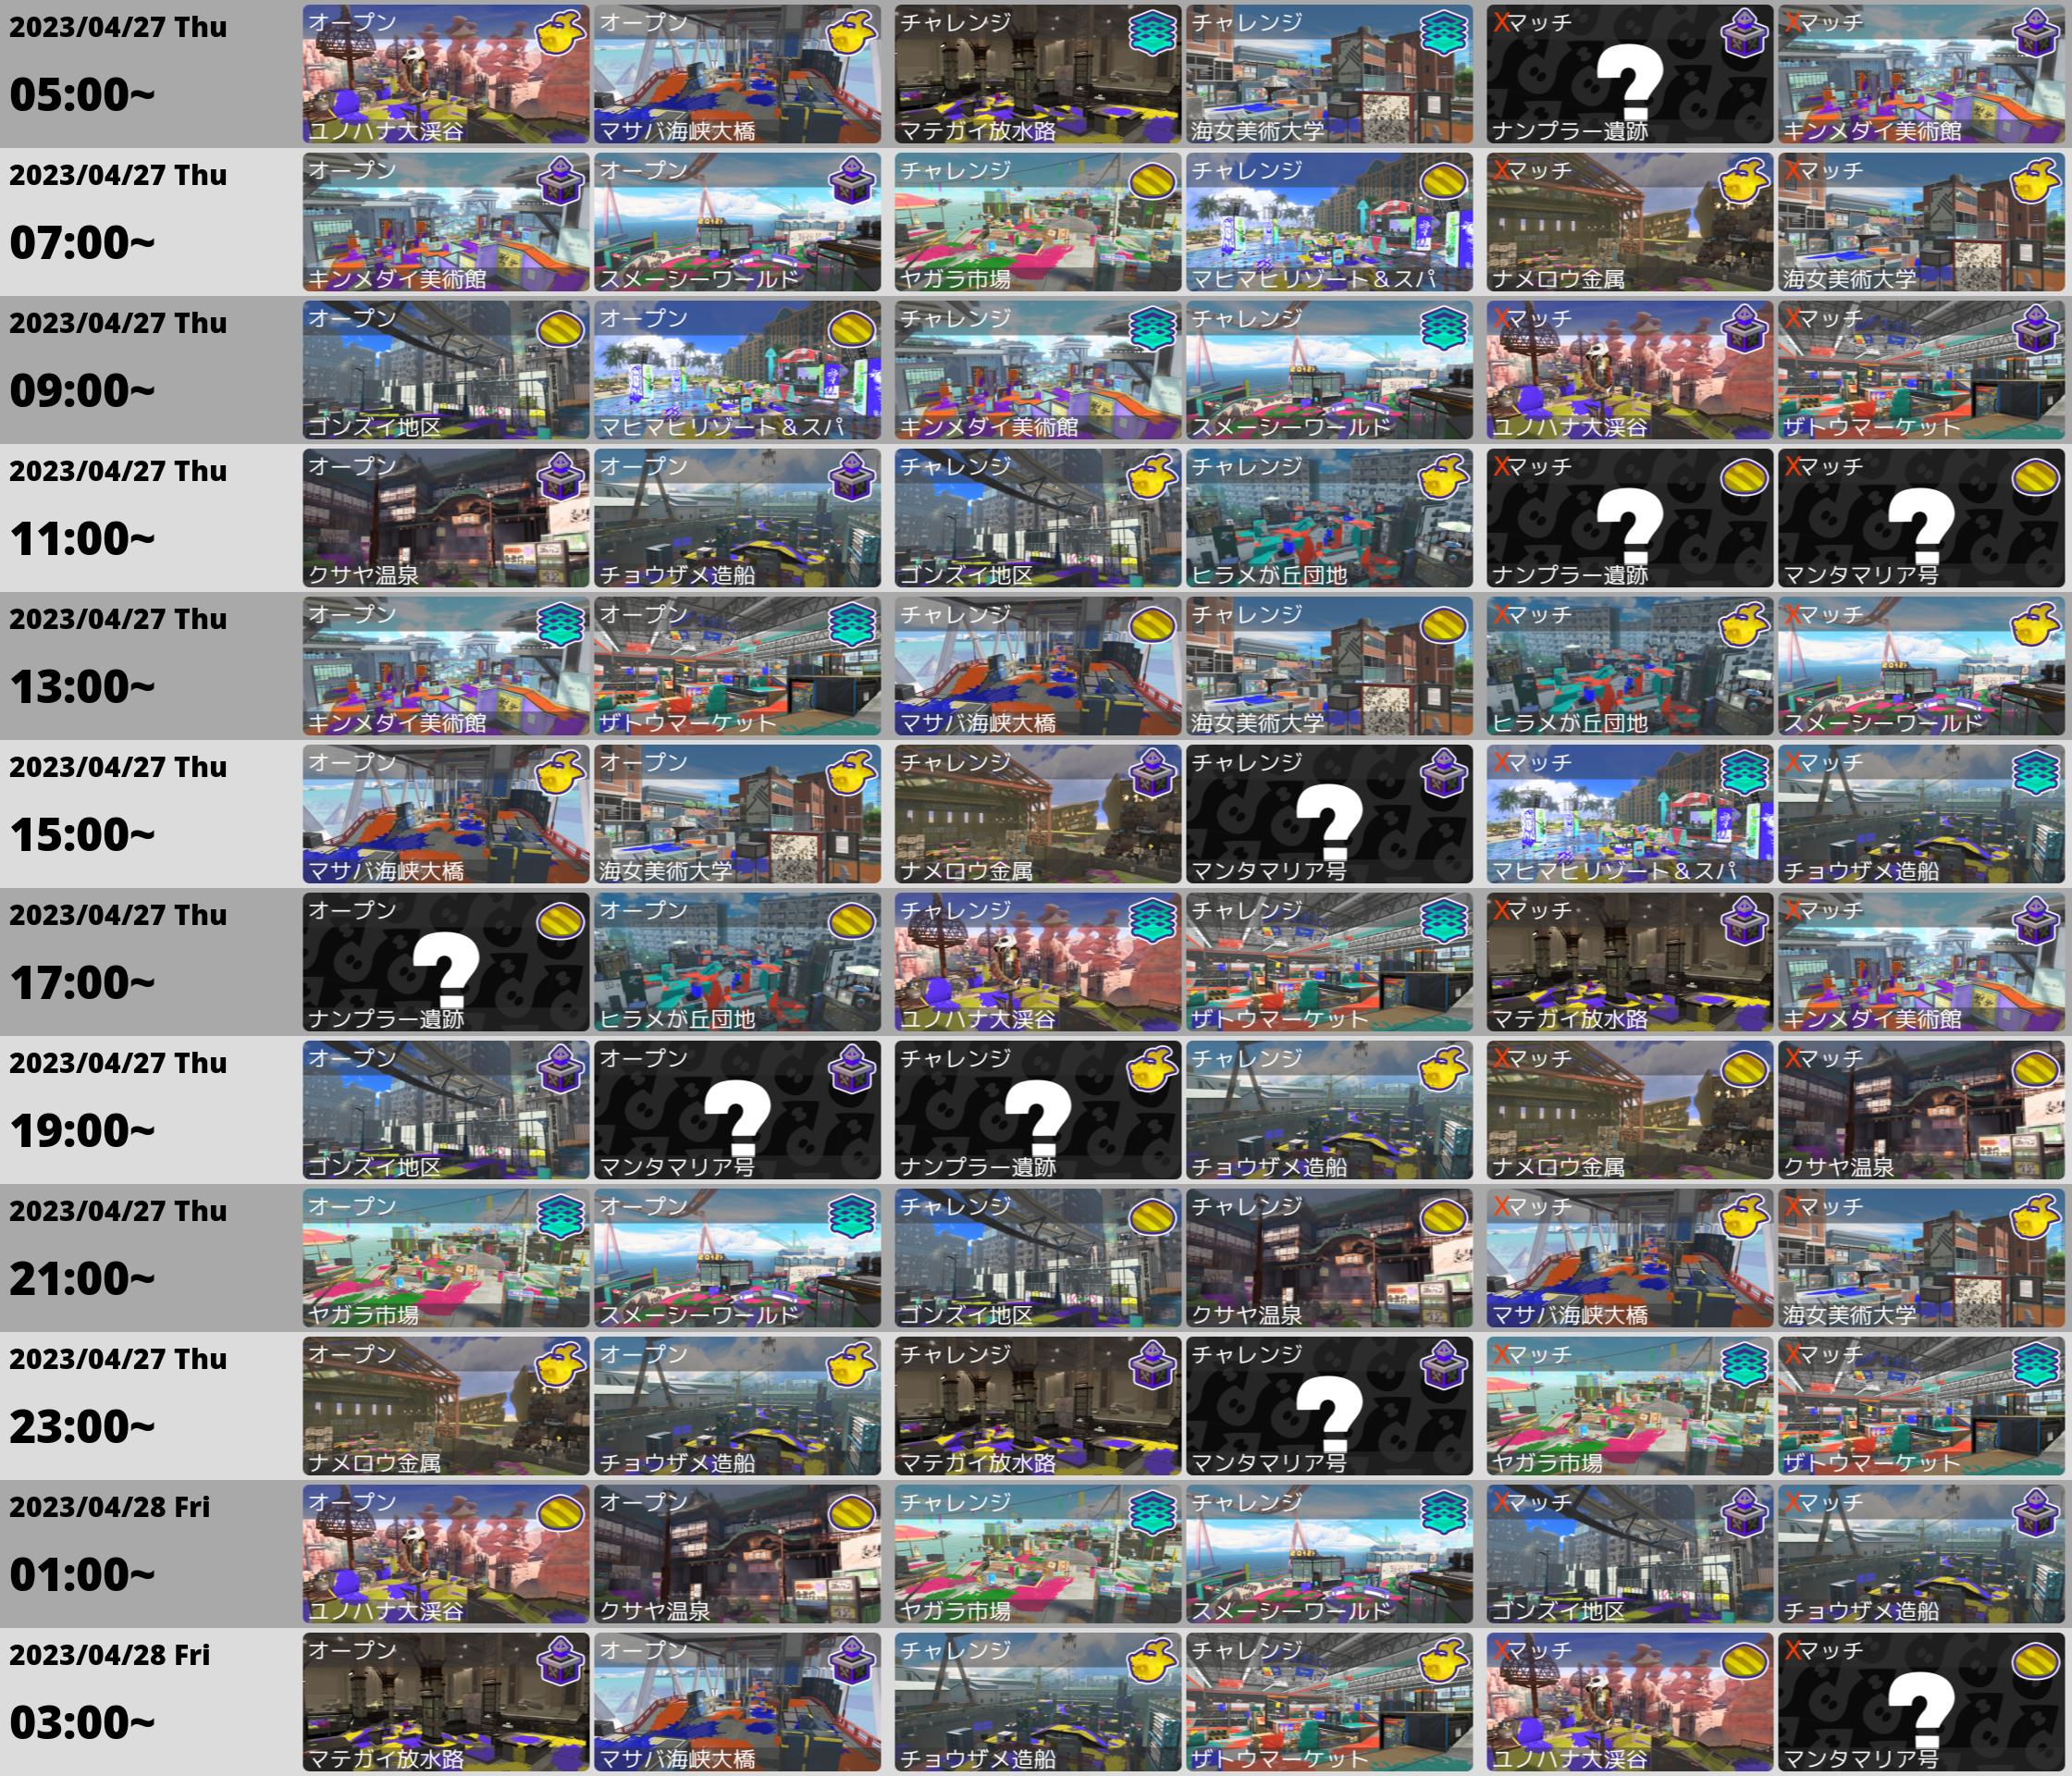 2023/04/27 Thu
05:00~
オープン
ユノハナ大渓谷
オープン
マサバ海峡大橋
チャレンジ
マテガイ放水路
チャレンジ
海女美術大学
Xマッチ
ナンプラー遺跡
Xマッチ
キンメダイ美術館
2023/04/27 Thu
07:00~
オープン
キンメダイ美術館
オープン
スメーシーワールド
チャレンジ
ヤガラ市場
チャレンジ
マヒマヒリゾート＆スパ
Xマッチ
ナメロウ金属
Xマッチ
海女美術大学
2023/04/27 Thu
09:00~
オープン
ゴンズイ地区
オープン
マヒマヒリゾート＆スパ
チャレンジ
キンメダイ美術館
チャレンジ
スメーシーワールド
Xマッチ
ユノハナ大渓谷
Xマッチ
ザトウマーケット
2023/04/27 Thu
11:00~
オープン
クサヤ温泉
オープン
チョウザメ造船
チャレンジ
ゴンズイ地区
チャレンジ
ヒラメが丘団地
Xマッチ
ナンプラー遺跡
Xマッチ
マンタマリア号
2023/04/27 Thu
13:00~
オープン
キンメダイ美術館
オープン
ザトウマーケット
チャレンジ
マサバ海峡大橋
チャレンジ
海女美術大学
Xマッチ
ヒラメが丘団地
Xマッチ
スメーシーワールド
2023/04/27 Thu
15:00~
オープン
マサバ海峡大橋
オープン
海女美術大学
チャレンジ
ナメロウ金属
チャレンジ
マンタマリア号
Xマッチ
マヒマヒリゾート＆スパ
Xマッチ
チョウザメ造船
2023/04/27 Thu
17:00~
オープン
ナンプラー遺跡
オープン
ヒラメが丘団地
チャレンジ
ユノハナ大渓谷
チャレンジ
ザトウマーケット
Xマッチ
マテガイ放水路
Xマッチ
キンメダイ美術館
2023/04/27 Thu
19:00~
オープン
ゴンズイ地区
オープン
マンタマリア号
チャレンジ
ナンプラー遺跡
チャレンジ
チョウザメ造船
Xマッチ
ナメロウ金属
Xマッチ
クサヤ温泉
2023/04/27 Thu
21:00~
オープン
ヤガラ市場
オープン
スメーシーワールド
チャレンジ
ゴンズイ地区
チャレンジ
クサヤ温泉
Xマッチ
マサバ海峡大橋
Xマッチ
海女美術大学
2023/04/27 Thu
23:00~
オープン
ナメロウ金属
オープン
チョウザメ造船
チャレンジ
マテガイ放水路
チャレンジ
マンタマリア号
Xマッチ
ヤガラ市場
Xマッチ
ザトウマーケット
2023/04/28 Fri
01:00~
オープン
ユノハナ大渓谷
オープン
クサヤ温泉
チャレンジ
ヤガラ市場
チャレンジ
スメーシーワールド
Xマッチ
ゴンズイ地区
Xマッチ
チョウザメ造船
2023/04/28 Fri
03:00~
オープン
マテガイ放水路
オープン
マサバ海峡大橋
チャレンジ
チョウザメ造船
チャレンジ
ザトウマーケット
Xマッチ
ユノハナ大渓谷
Xマッチ
マンタマリア号